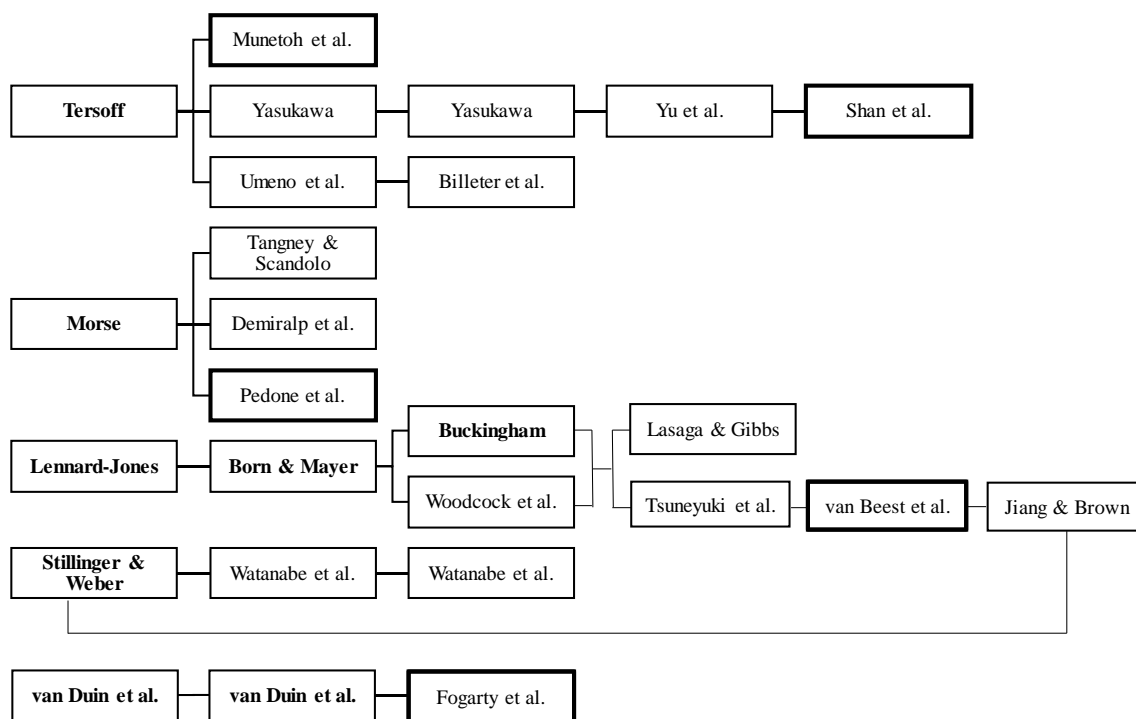 Munetoh et al.
Tersoff
Yasukawa
Yasukawa
Yu et al.
Shan et al.
Umeno et al.
Billeter et al.
Tangney &
Scandolo
Morse
Demiralp et al.
Pedone et al.
Buckingham
Lasaga & Gibbs
Lennard-Jones
Born & Mayer
Woodcock et al.
Tsuneyuki et al.
van Beest et al.
Jiang & Brown
Stillinger &
Weber
Watanabe et al.
Watanabe et al.
van Duin et al.
van Duin et al.
Fogarty et al.